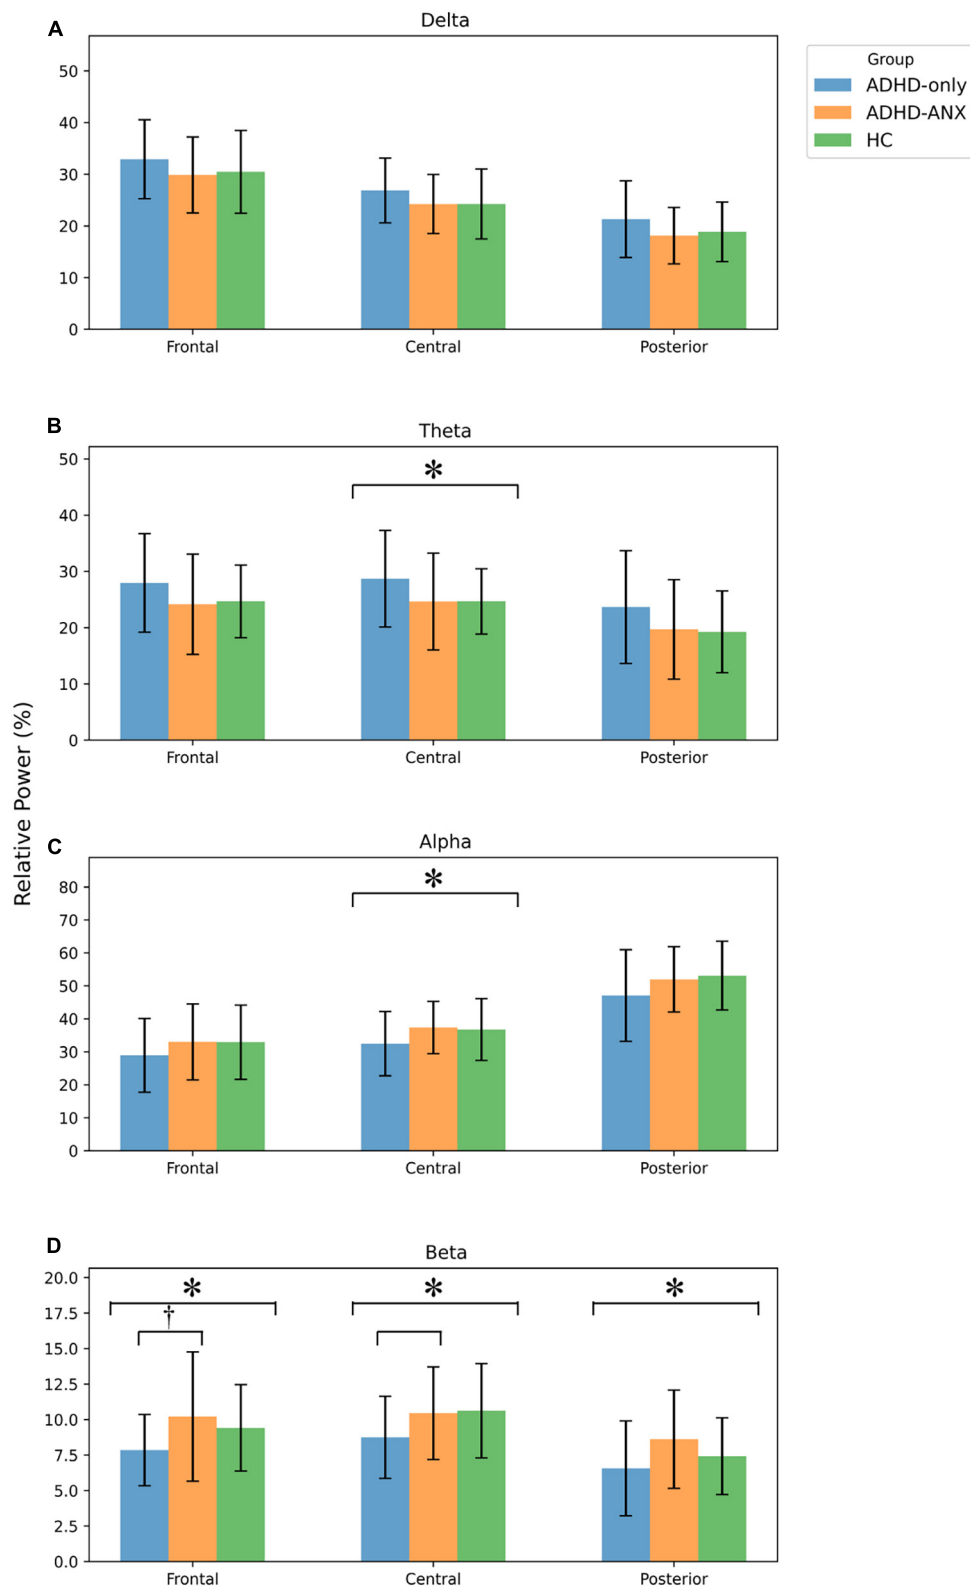 A
Delta
50
40
30
20
10
0
Frontal
Central
Posterior
Group
ADHD-only
ADHD-ANX
HC
B
Theta
50
*
40
30
20
10
0
Frontal
Central
Posterior
Relative Power (%)
C
Alpha
80
*
70
60
50
40
30
20
10
0
Frontal
Central
Posterior
D
Beta
20.0
* * *
17.5
†
15.0
12.5
10.0
7.5
5.0
2.5
0.0
Frontal
Central
Posterior